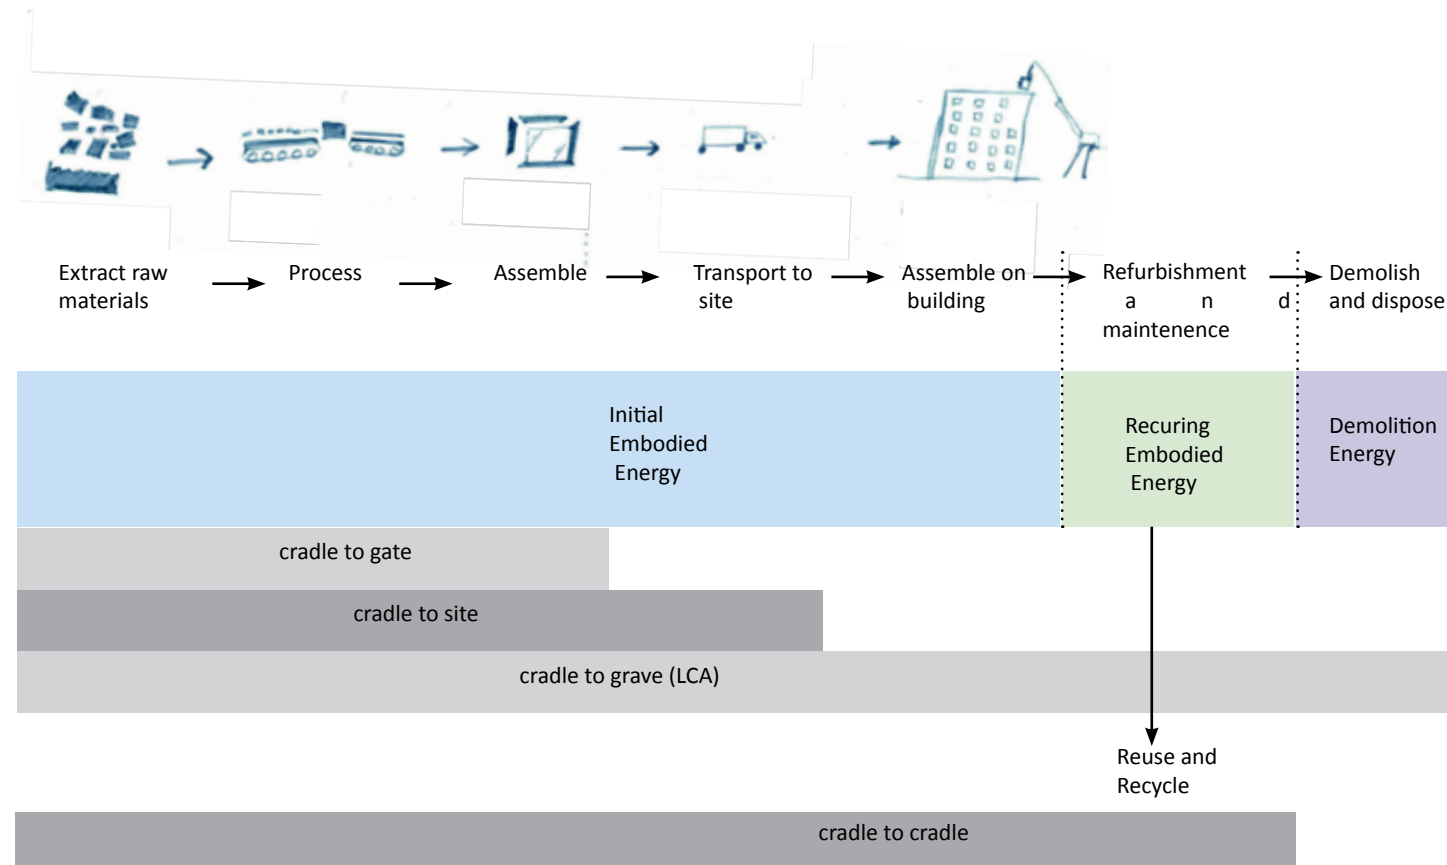 Extract raw
materials
Process
Assemble
Transport to
site
Assemble on
building
Refurbishment
a n d
maintenence
Demolish
and dispose
Initial
Embodied
Energy
Recuring
Embodied
Energy
Demolition
Energy
cradle to gate
cradle to site
cradle to grave (LCA)
Reuse and
Recycle
cradle to cradle